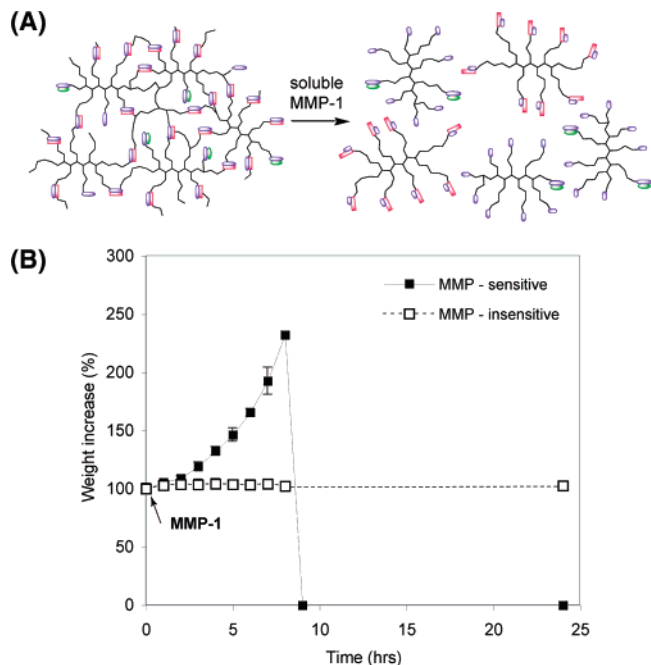 (A)
soluble
MMP-1
(B)
300
250
200
150
100
50
0
Weight increase (%)
MMP - sensitive
MMP - insensitive
MMP-1
0
5
10
15
20
25
Time (hrs)